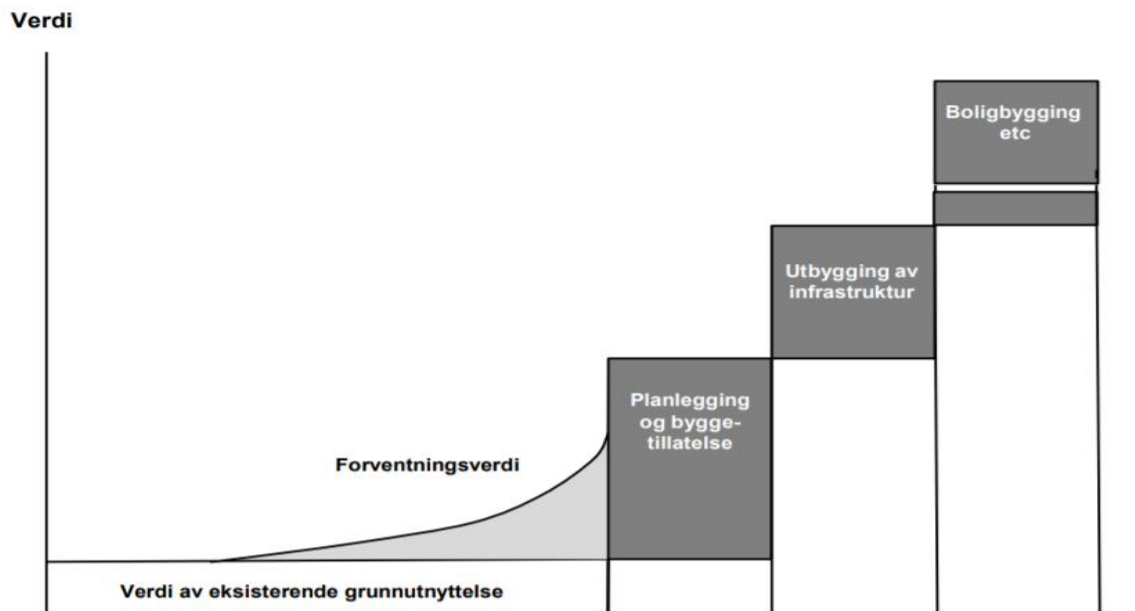 Verdi
Boligbygging
etc
Utbygging av
infrastruktur
Planlegging
og bygge-
tillatelse
Forventningsverdi
Verdi av eksisterende grunnutnyttelse